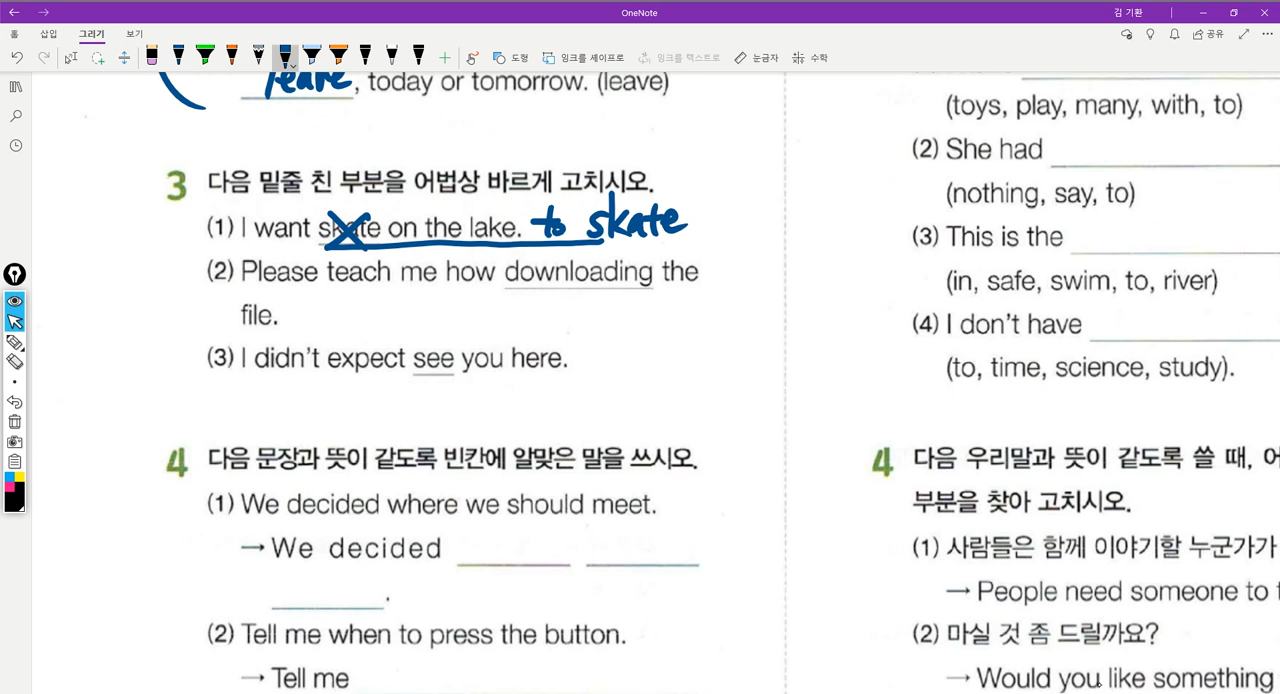 OneNote
김 기환
홈 삽입 그리기 보기
공유
도형 잉크를 셰이프로 잉크를 텍스트로 눈금자 수학
leave, today or tomorrow. (leave)
3 다음 밑줄 친 부분을 어법상 바르게 고치시오.
(1) I want skate on the lake. to skate
(2) Please teach me how downloading the
file.
(3) I didn't expect see you here.
4 다음 문장과 뜻이 같도록 빈칸에 알맞은 말을 쓰시오.
(1) We decided where we should meet.
→ We decided
.
(2) Tell me when to press the button.
→ Tell me
(toys, play, many, with, to)
(2) She had
(nothing, say, to)
(3) This is the
(in, safe, swim, to, river)
(4) I don't have
(to, time, science, study).
4 다음 우리말과 뜻이 같도록 쓸 때, 어
부분을 찾아 고치시오.
(1) 사람들은 함께 이야기할 누군가가
→ People need someone to t
(2) 마실 것 좀 드릴까요?
→ Would you like something